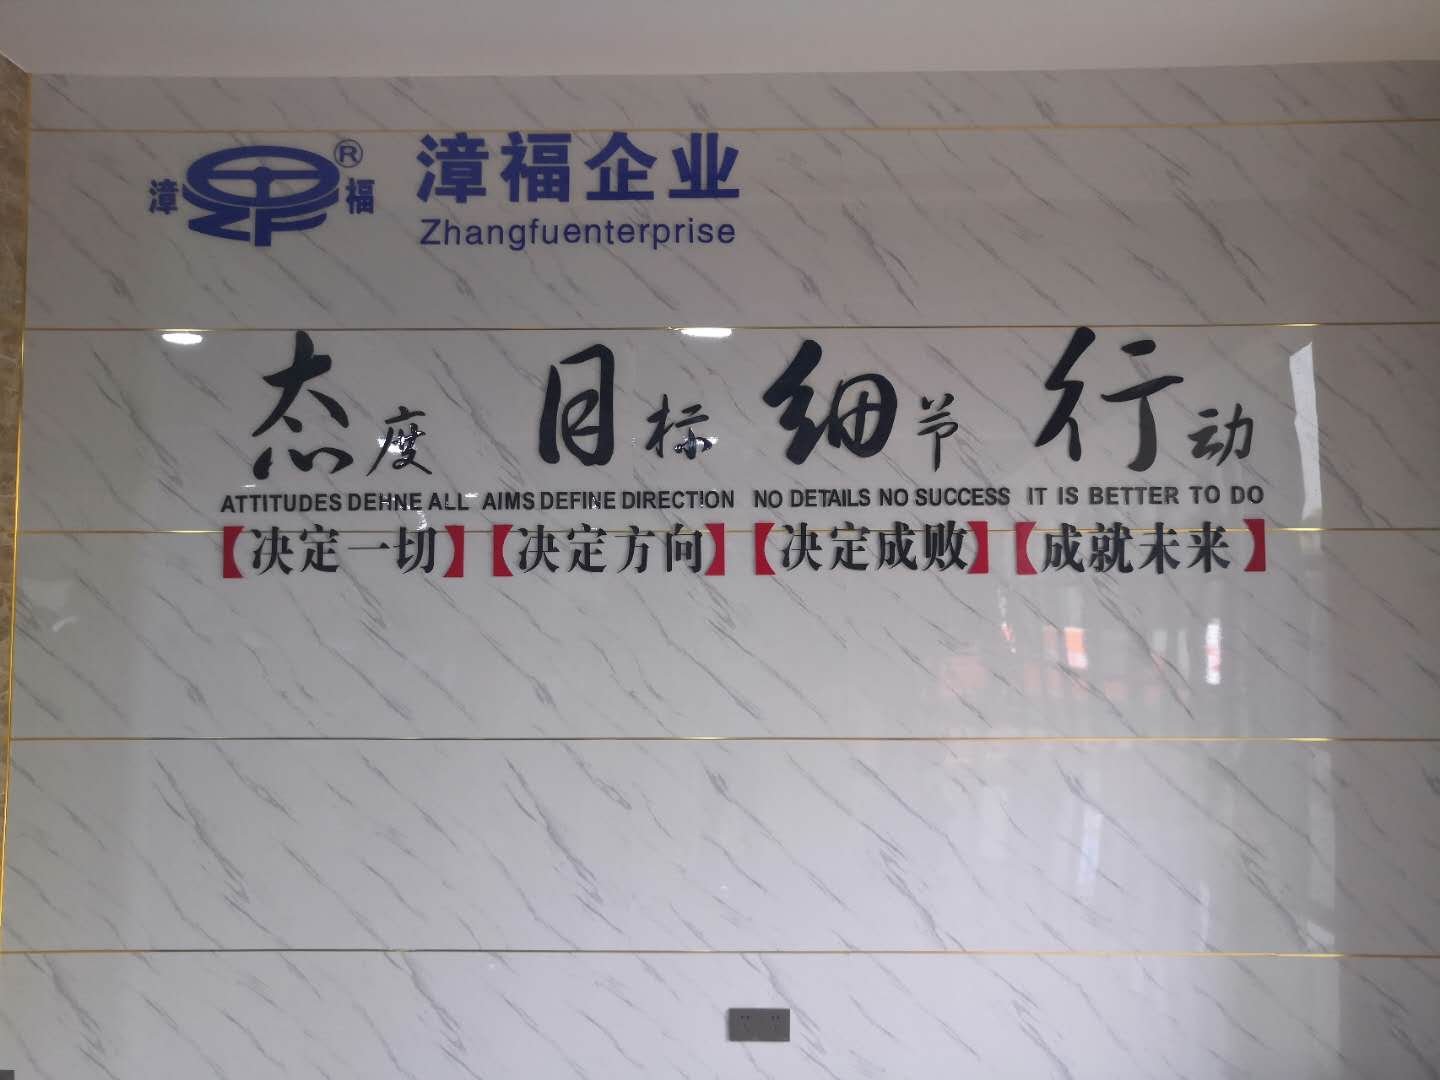 漳 ® 福 漳福企业
Zhangfuenterprise
态度 目标 细节 行动
ATTITUDES DEHNE ALL AIMS DEFINE DIRECTION NO DETAILS NO SUCCESS IT IS BETTER TO DO
【决定一切】【决定方向】【决定成败】【成就未来】